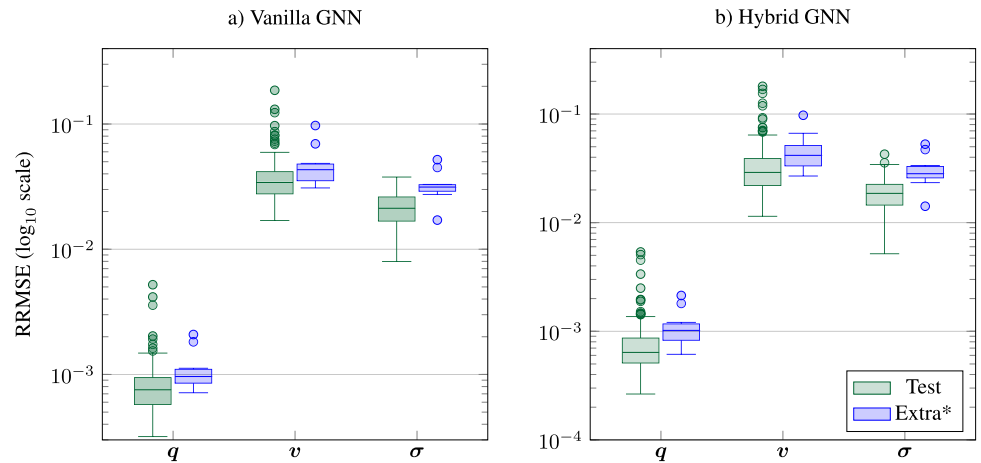 a) Vanilla GNN
b) Hybrid GNN
RRMSE (log₁₀ scale)
10⁻¹
10⁻²
10⁻³
q v σ
10⁻¹
10⁻²
10⁻³
10⁻⁴
q v σ
Test
Extra*